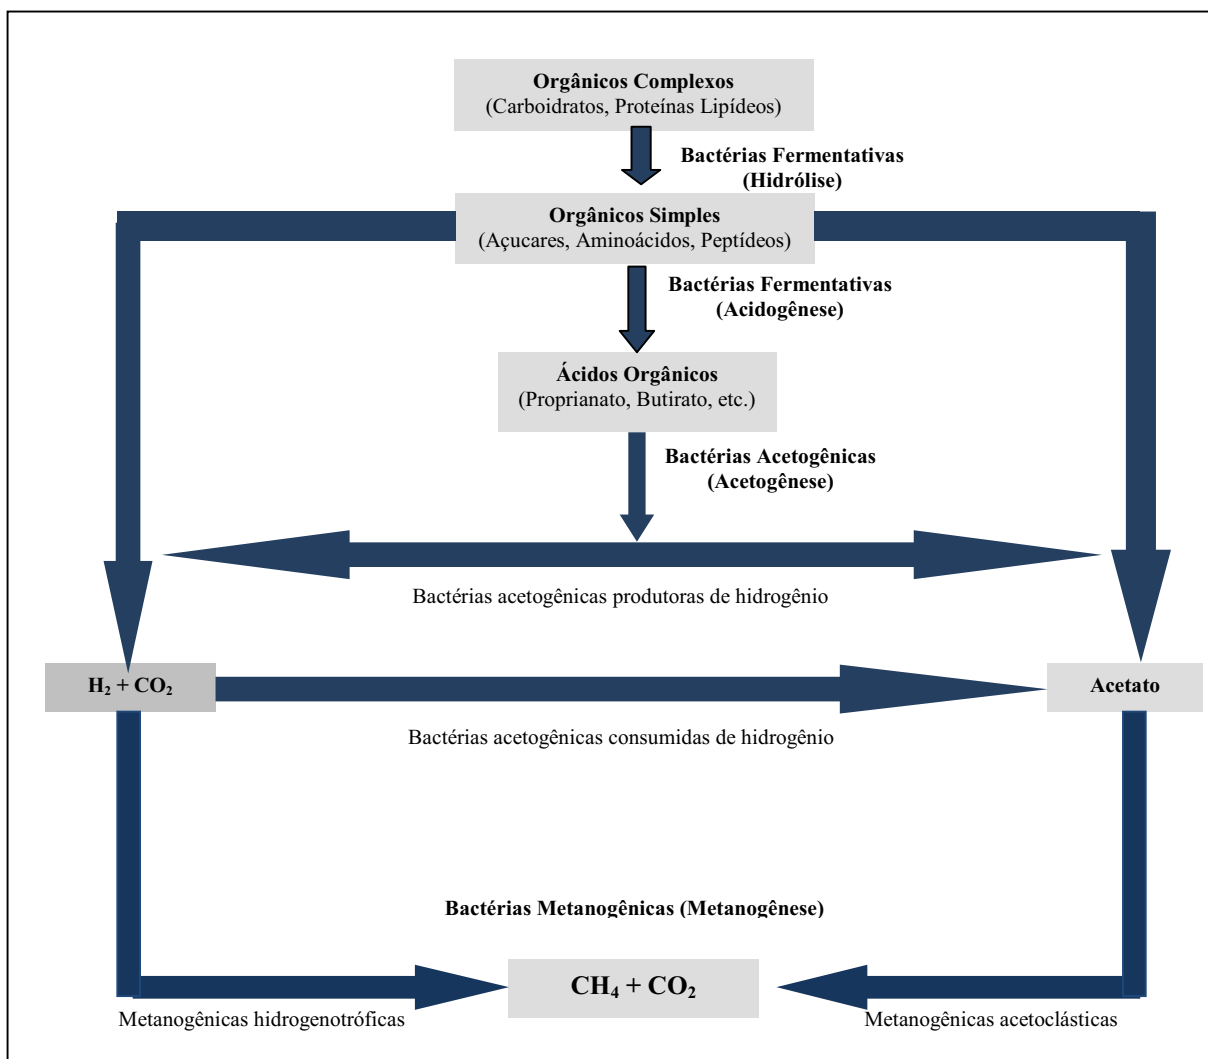 Orgânicos Complexos
(Carboidratos, Proteínas Lipídeos)
Bactérias Fermentativas
(Hidrólise)
Orgânicos Simples
(Açucares, Aminoácidos, Peptídeos)
Bactérias Fermentativas
(Acidogênese)
Ácidos Orgânicos
(Proprianato, Butirato, etc.)
Bactérias Acetogênicas
(Acetogênese)
Bactérias acetogênicas produtoras de hidrogênio
H₂ + CO₂
Acetato
Bactérias acetogênicas consumidas de hidrogênio
Bactérias Metanogênicas (Metanogênese)
CH₄ + CO₂
Metanogênicas hidrogenotróficas
Metanogênicas acetoclásticas